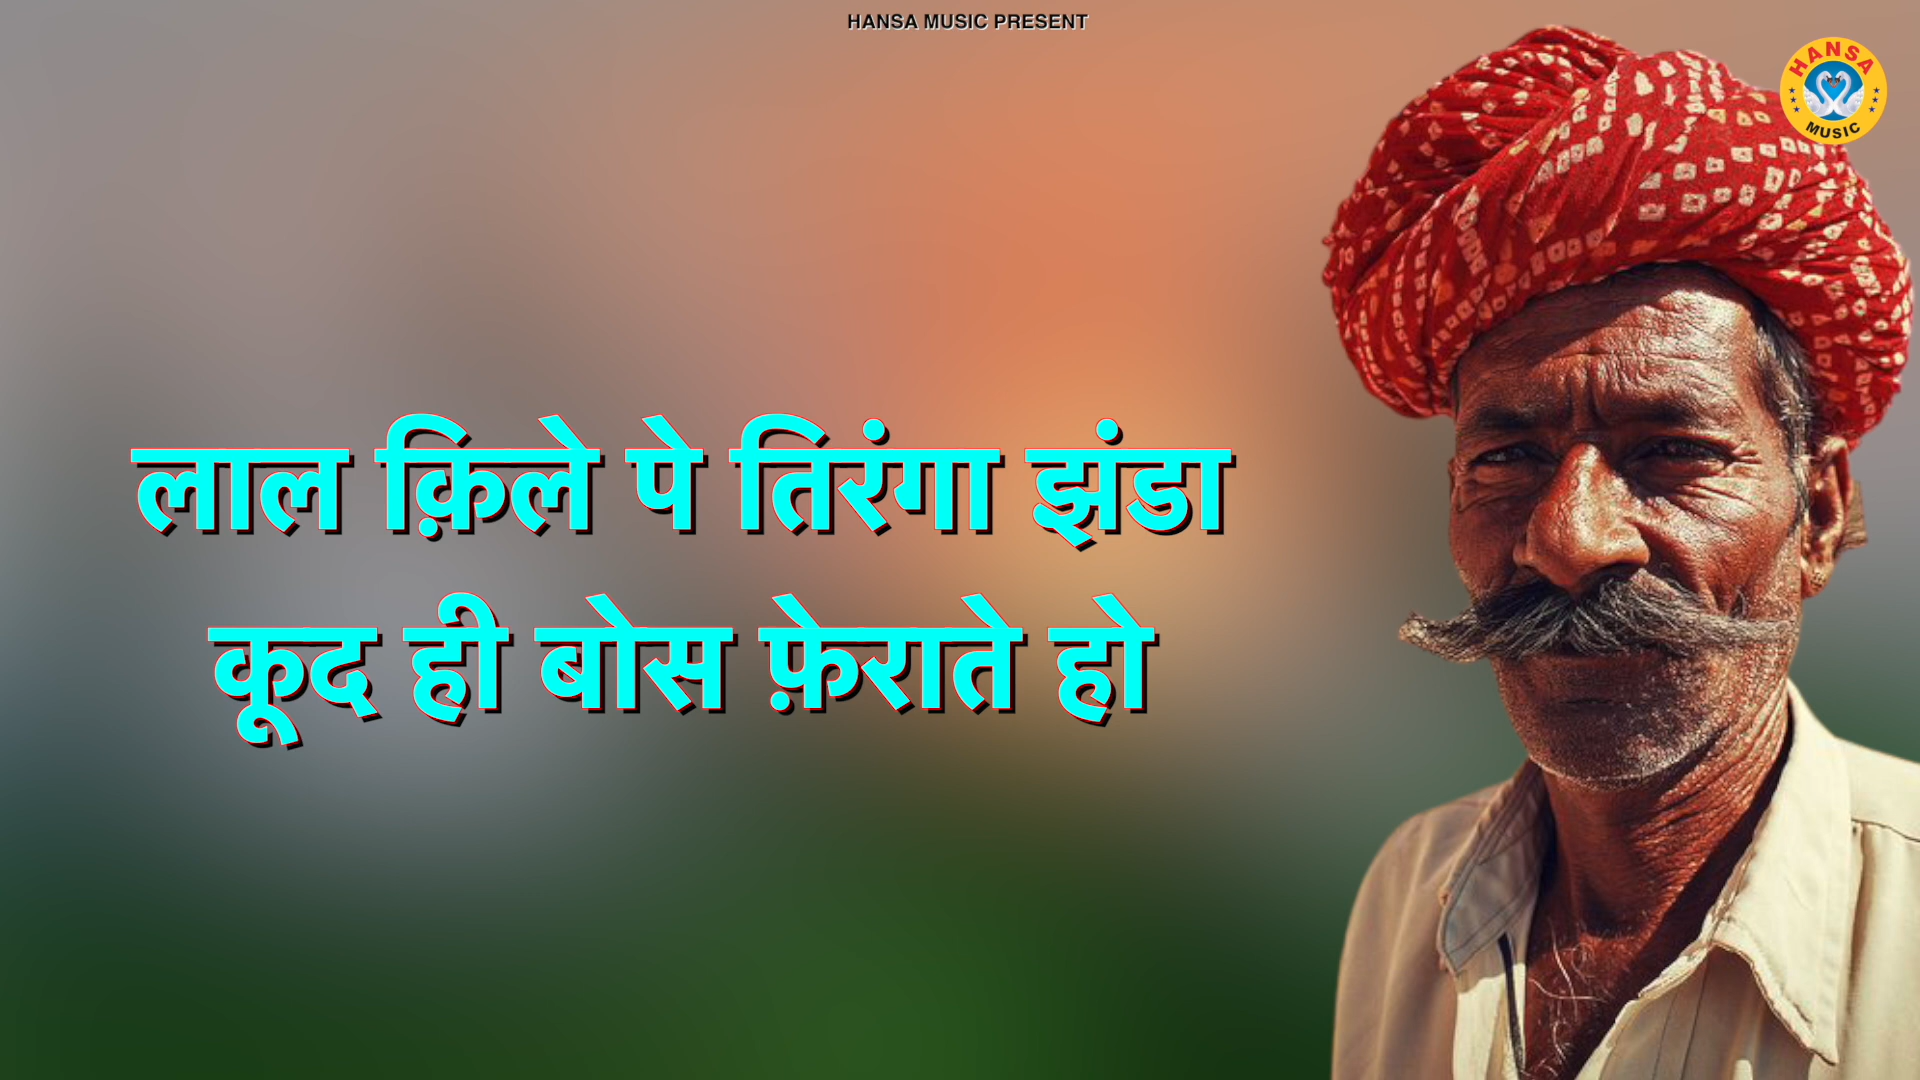 HANSA MUSIC PRESENT
HANSA
MUSIC
लाल क़िले पे तिरंगा झंडा
कूद ही बोस फ़ेराते हो